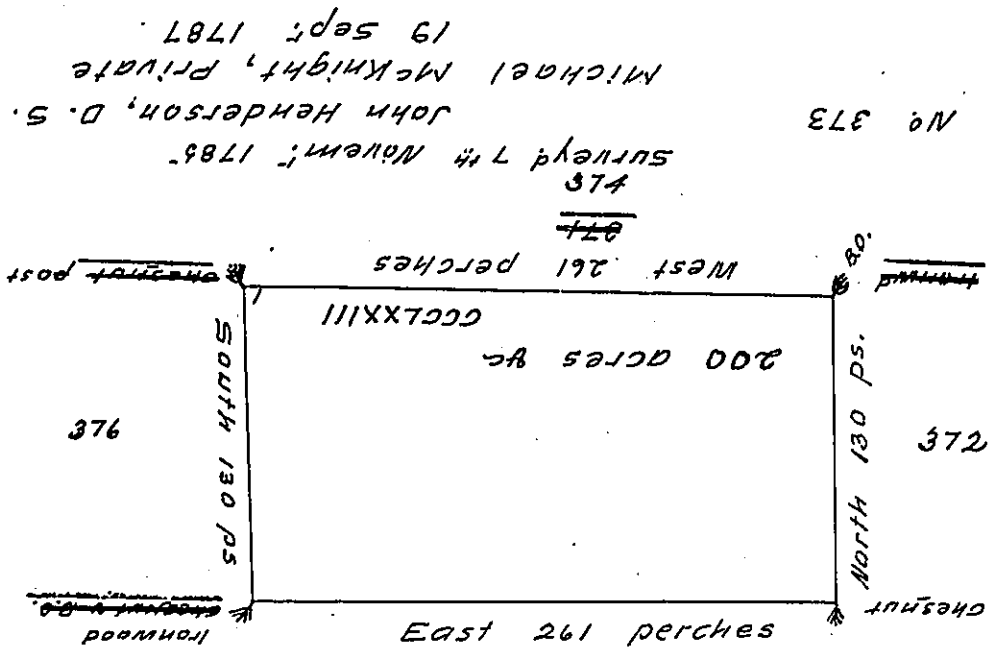 19 Sept. 1787
Michael McKnight, Private
John Henderson, D. S.
No. 373
Survey'd 7th Novem. 1785
374
West 261 perches
B.O.
post
CCCLXXIII
200 acres &c
South 130 ps
376
North 130 ps.
372
Ironwood
East 261 perches
Chesnut